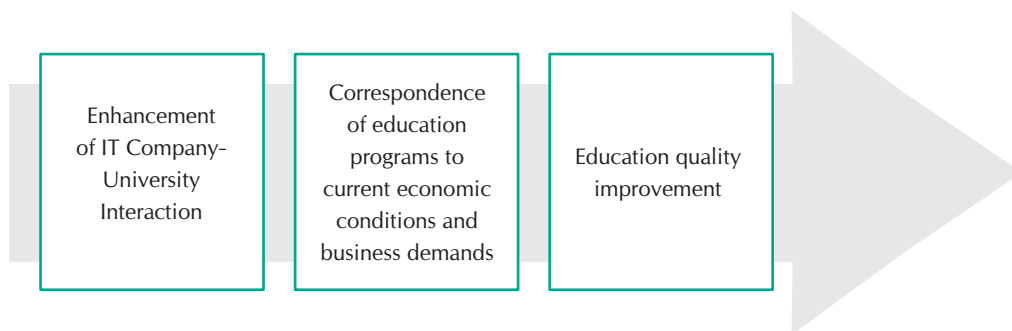 Enhancement
of IT Company–
University
Interaction
Correspondence
of education
programs to
current economic
conditions and
business demands
Education quality
improvement